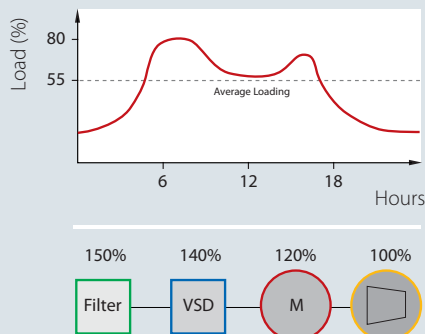 Load (%)
80
55
Average Loading
6 12 18
Hours
150% 140% 120% 100%
Filter VSD M